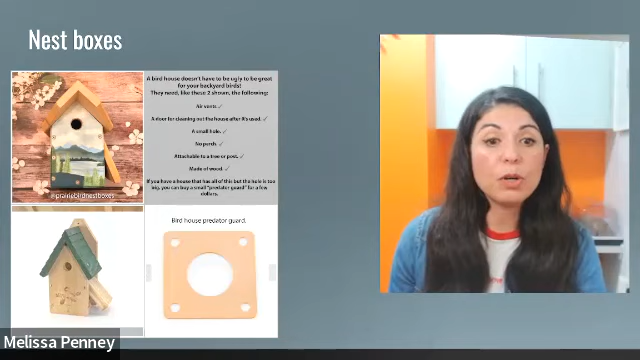 Nest boxes
A bird house doesn't have to be ugly to be great
for your backyard birds!
They need, like these 2 shown, the following:
Air vents. ✓
A door for cleaning out the house after it's used. ✓
A small hole. ✓
No perch. ✓
Attachable to a tree or post. ✓
Made of wood. ✓
If you have a house that has all of this but the hole is too
big, you can buy a small "predator guard" for a few
dollars.
@prairiebirdnestboxes
Bird house predator guard.
Melissa Penney